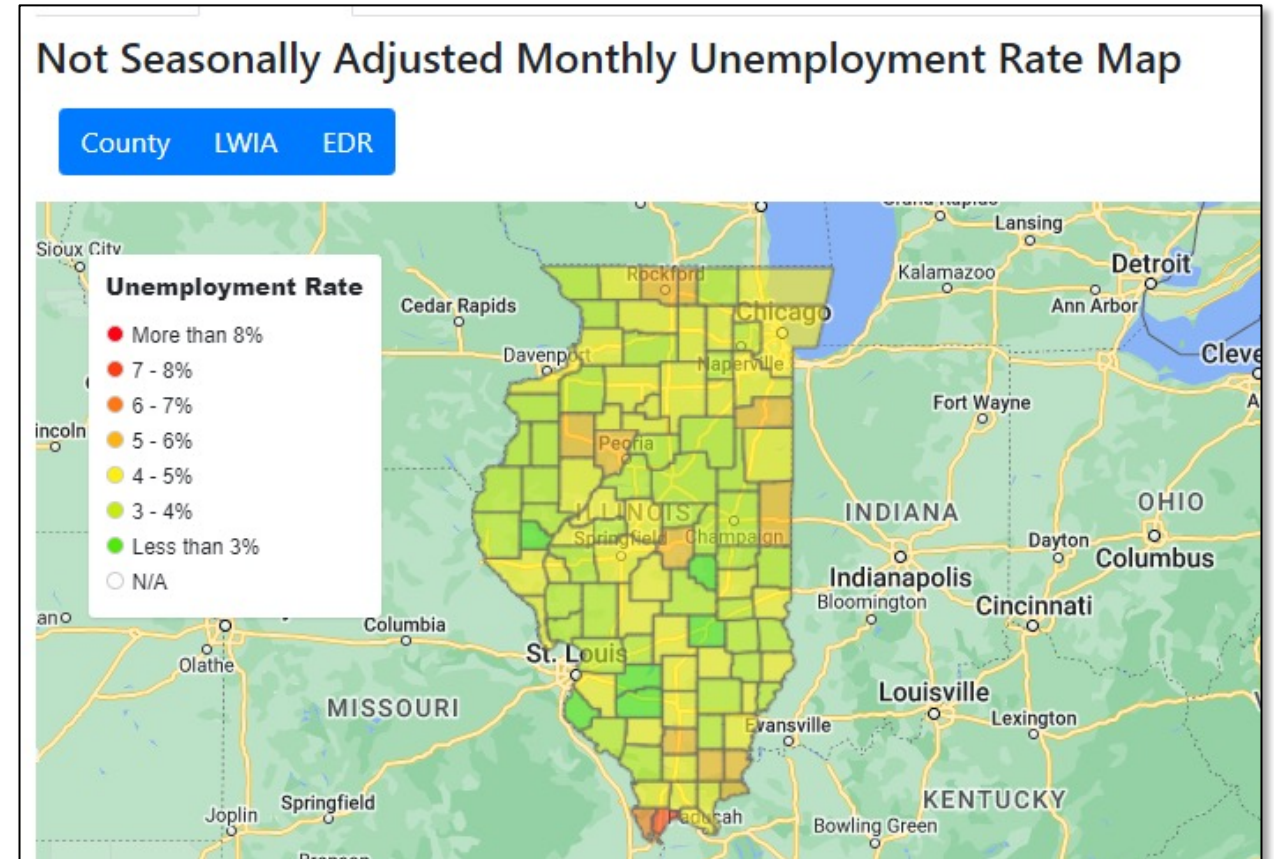 Not Seasonally Adjusted Monthly Unemployment Rate Map
County LWIA EDR
Lansing
Sioux City
Unemployment Rate
Rockford
Kalamazoo
Detroit
Cedar Rapids
Ann Arbor
Chicago
More than 8%
Davenport
Naperville
Cleve
7 - 8%
6 - 7%
Fort Wayne
incoln
5 - 6%
Peoria
4 - 5%
3 - 4%
ILLINOIS
INDIANA
OHIO
Less than 3%
Springfield
Champaign
Dayton
Columbus
N/A
Indianapolis
Bloomington
Cincinnati
ano
Columbia
St. Louis
Olathe
Louisville
MISSOURI
Evansville
Lexington
Springfield
KENTUCKY
Joplin
Paducah
Bowling Green